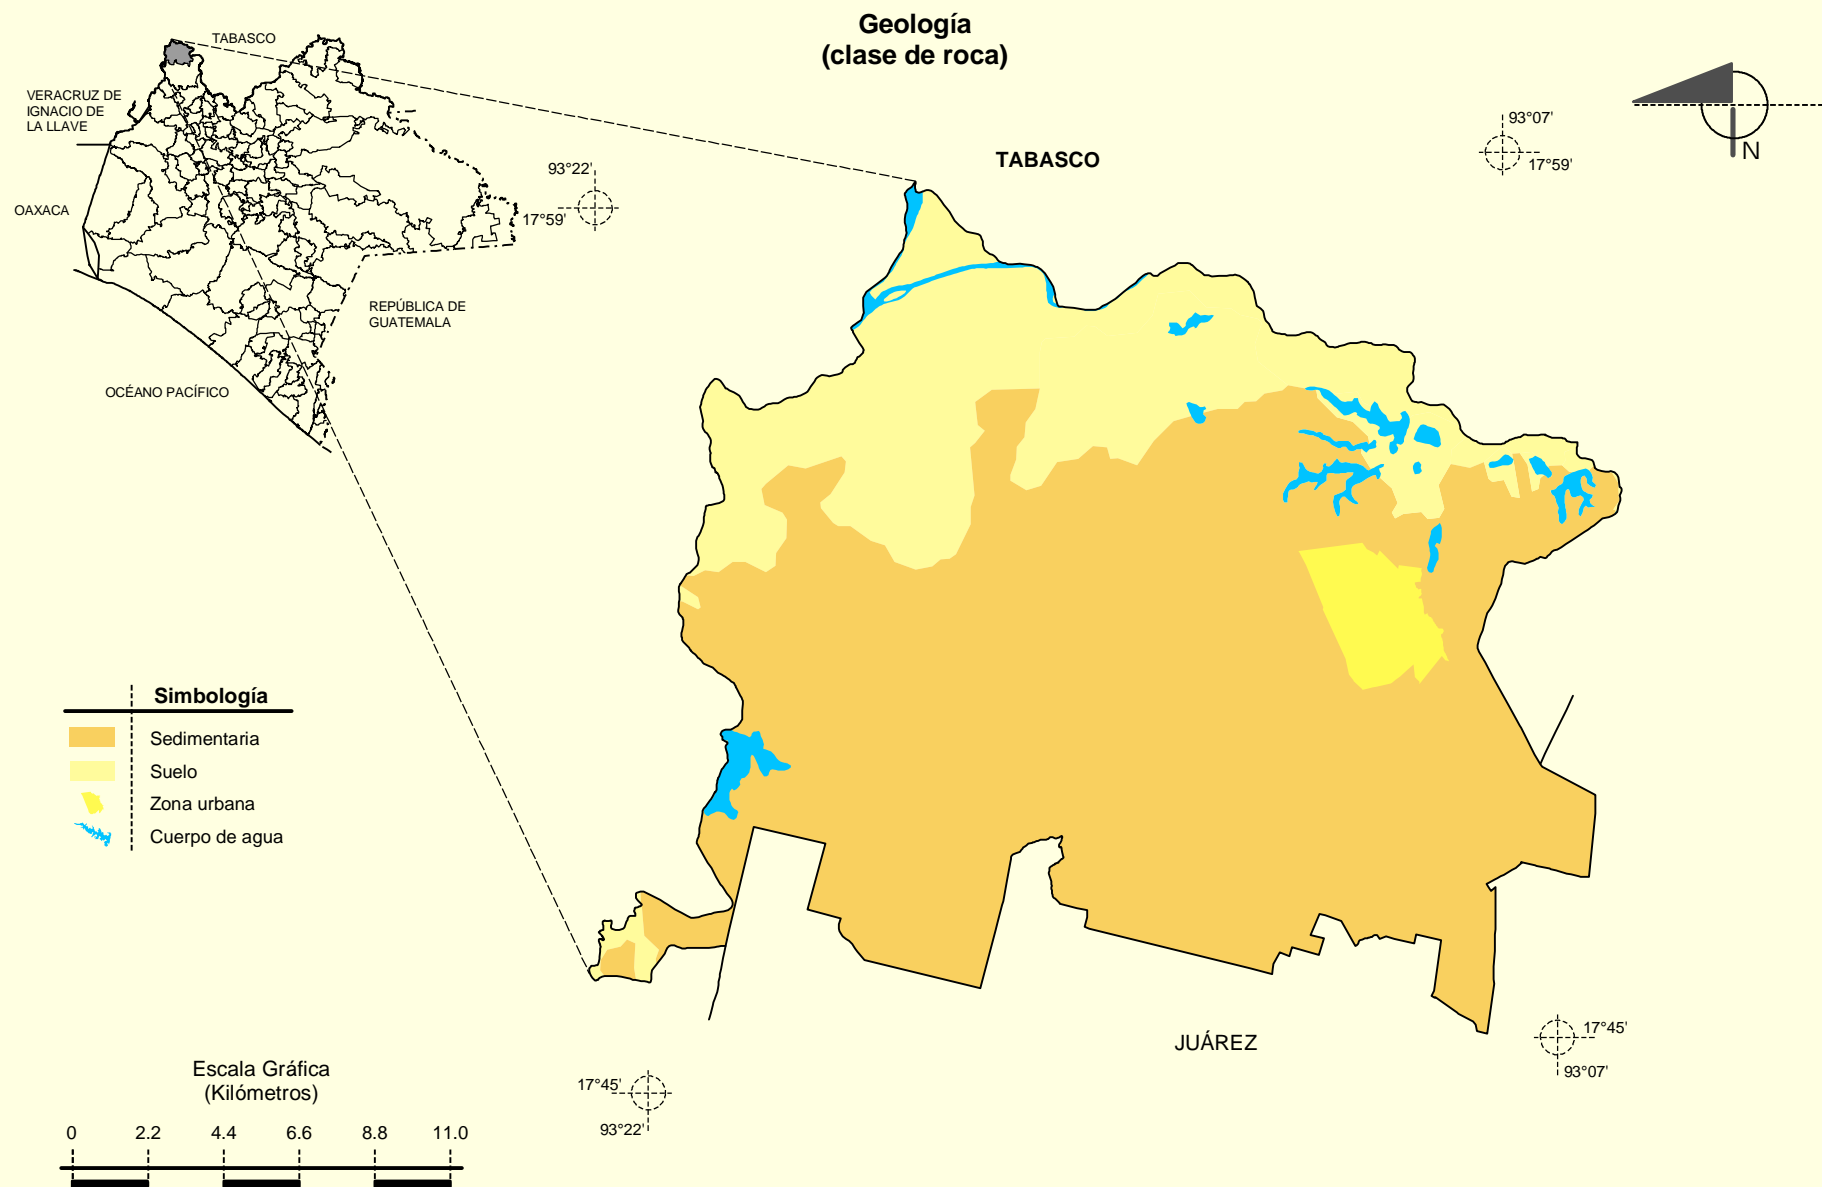 Geología
(clase de roca)
TABASCO
VERACRUZ DE
IGNACIO DE
LA LLAVE
OAXACA
REPÚBLICA DE
GUATEMALA
OCÉANO PACÍFICO
93°22'
17°59'
TABASCO
93°07'
17°59'
N
Simbología
Sedimentaria
Suelo
Zona urbana
Cuerpo de agua
JUÁREZ
17°45'
93°07'
17°45'
93°22'
Escala Gráfica
(Kilómetros)
0 2.2 4.4 6.6 8.8 11.0